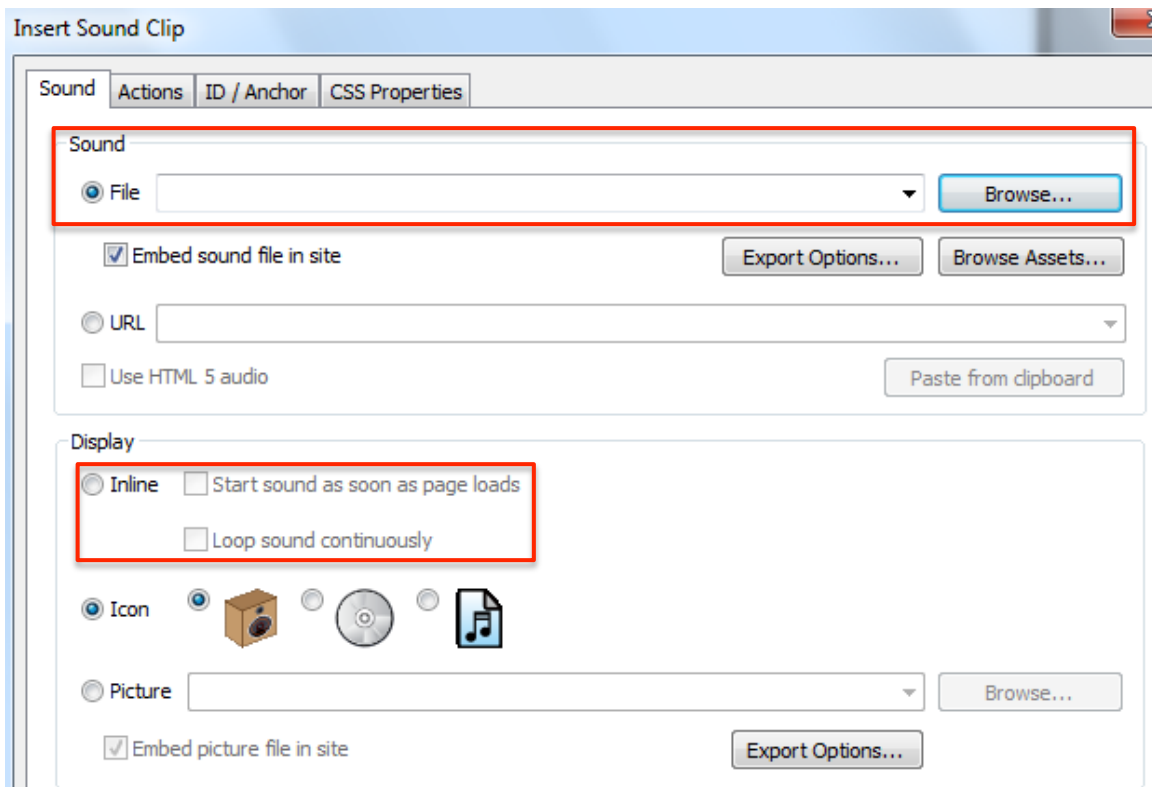 Insert Sound Clip
Sound Actions ID / Anchor CSS Properties
Sound
File Browse...
Embed sound file in site Export Options... Browse Assets...
URL
Use HTML 5 audio Paste from clipboard
Display
Inline Start sound as soon as page loads
Loop sound continuously
Icon
Picture Browse...
Embed picture file in site Export Options...